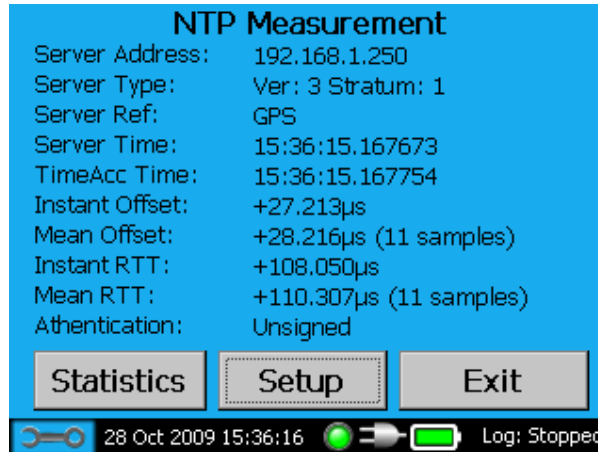 NTP Measurement
Server Address: 192.168.1.250
Server Type: Ver: 3 Stratum: 1
Server Ref: GPS
Server Time: 15:36:15.167673
TimeAcc Time: 15:36:15.167754
Instant Offset: +27.213µs
Mean Offset: +28.216µs (11 samples)
Instant RTT: +108.050µs
Mean RTT: +110.307µs (11 samples)
Athentication: Unsigned
Statistics Setup Exit
28 Oct 2009 15:36:16 Log: Stopped